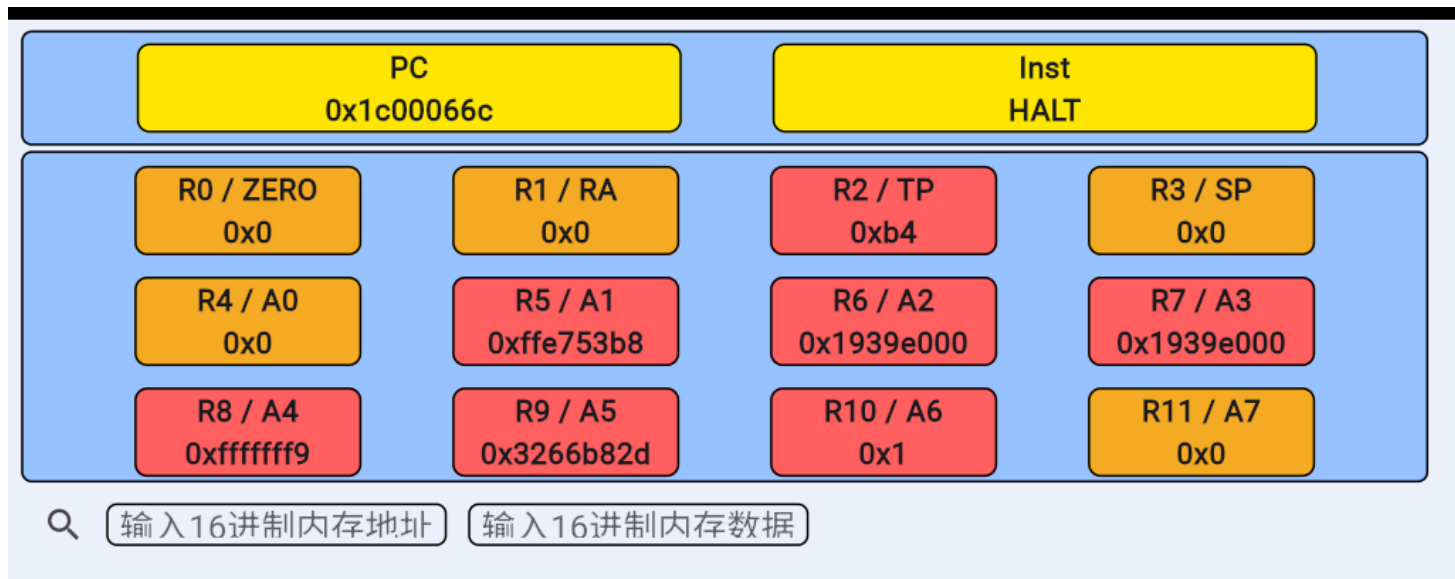 PC
0x1c00066c
Inst
HALT
R0 / ZERO
0x0
R1 / RA
0x0
R2 / TP
0xb4
R3 / SP
0x0
R4 / A0
0x0
R5 / A1
0xffe753b8
R6 / A2
0x1939e000
R7 / A3
0x1939e000
R8 / A4
0xfffffff9
R9 / A5
0x3266b82d
R10 / A6
0x1
R11 / A7
0x0
输入16进制内存地址
输入16进制内存数据